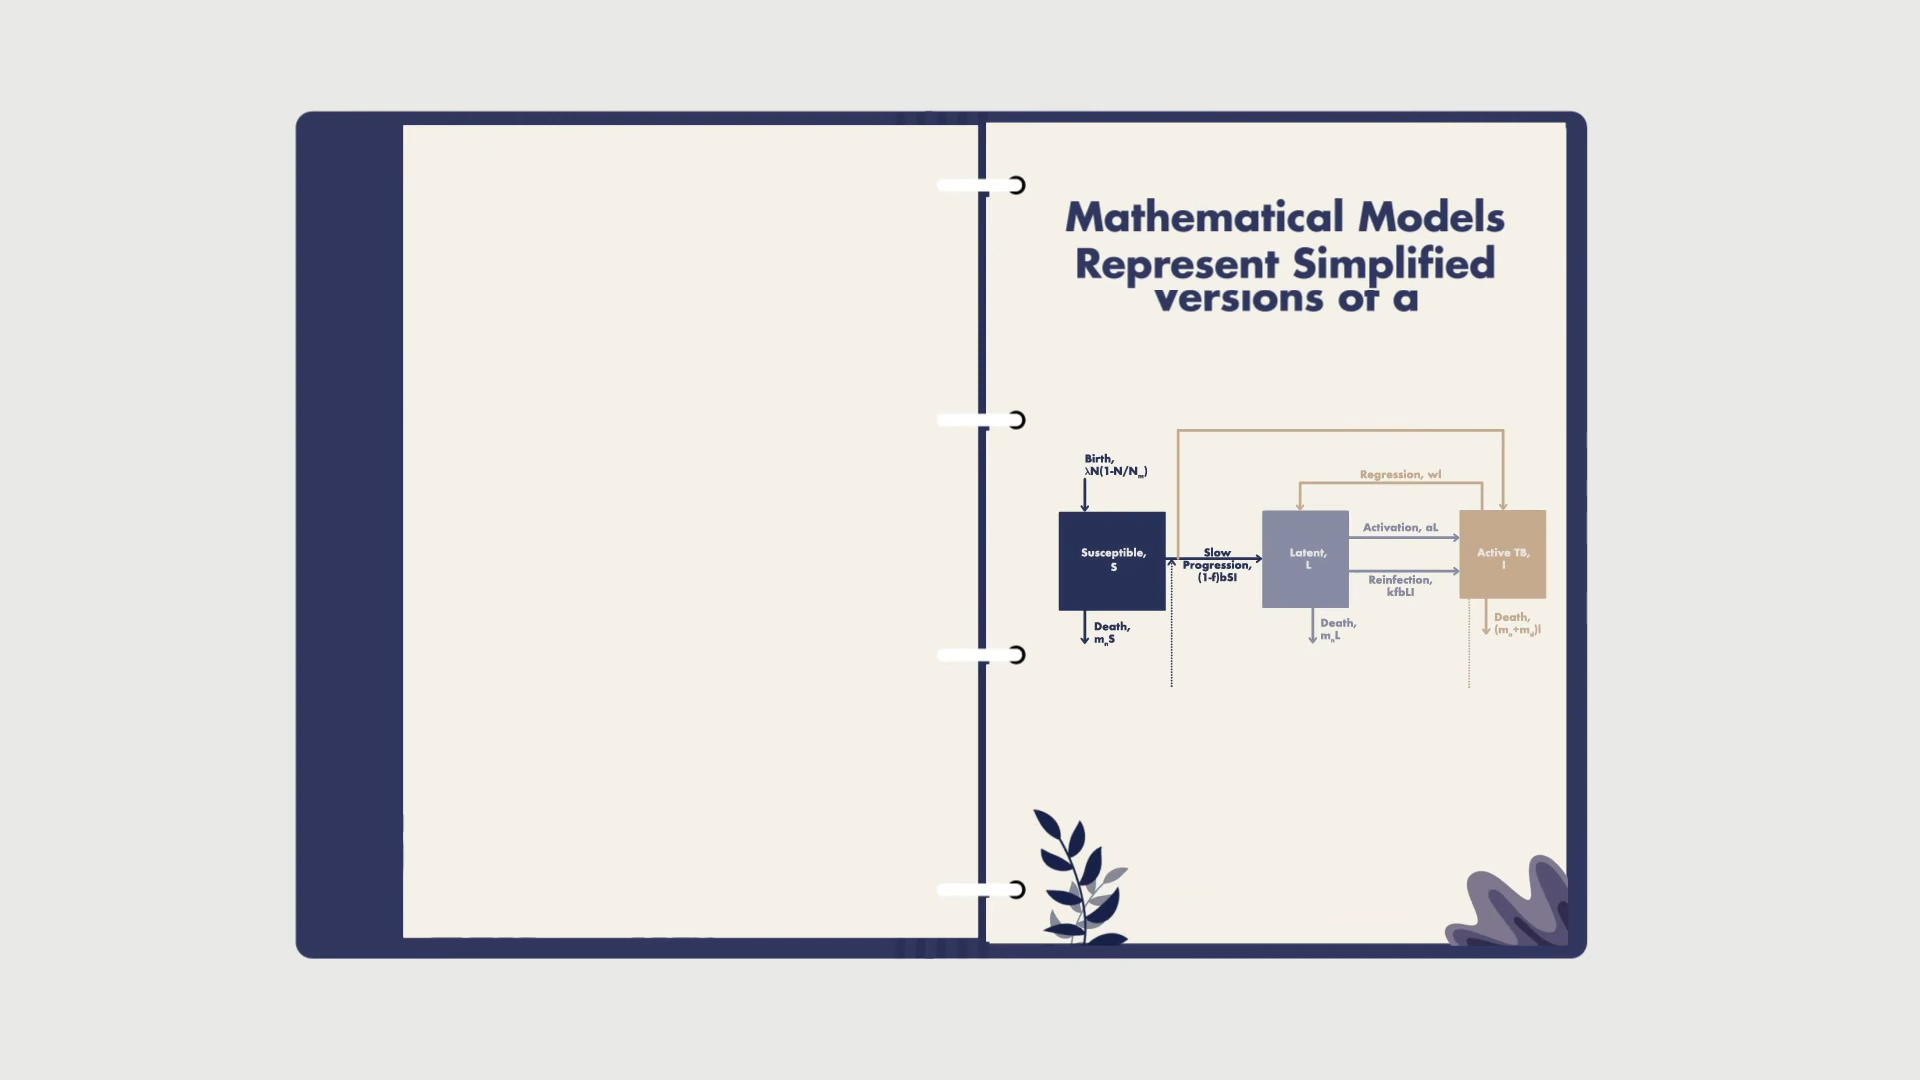 Mathematical Models
Represent Simplified
versions of a
Birth,
λN(1-N/Nm)
Regression, wI
Activation, aL
Susceptible,
S
Slow
Progression,
(1-f)bSI
Latent,
L
Active TB,
I
Reinfection,
kfbLI
Death,
mnS
Death,
mnL
Death,
(mn+md)I